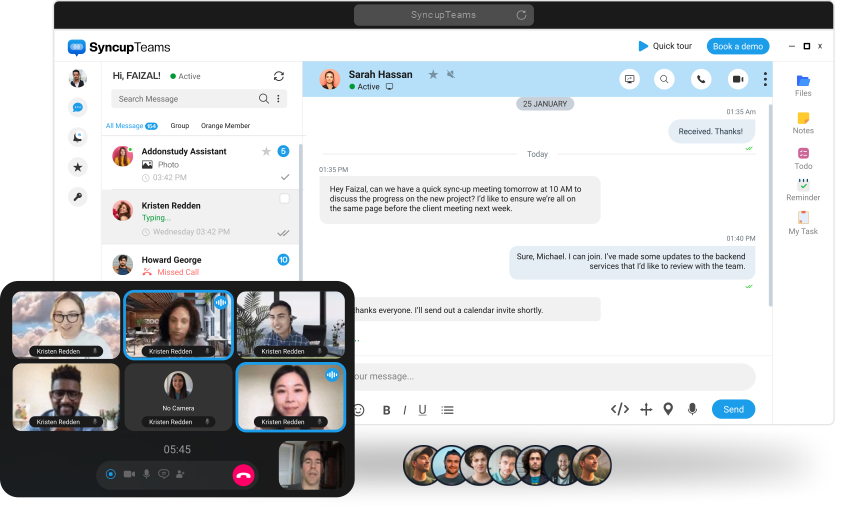 SyncupTeams
SyncupTeams
Quick tour
Book a demo
x
Hi, FAIZAL!
Active
Search Message
All Message 154
Group
Orange Member
Addonstudy Assistant
5
Photo
03:42 PM
Kristen Redden
Typing...
Wednesday 03:42 PM
Howard George
10
Missed Call
Sarah Hassan
Active
25 JANUARY
01:35 Am
Received. Thanks!
Today
01:35 PM
Hey Faizal, can we have a quick sync-up meeting tomorrow at 10 AM to
discuss the progress on the new project? I'd like to ensure we're all on
the same page before the client meeting next week.
01:40 PM
Sure, Michael. I can join. I've made some updates to the backend
services that I'd like to review with the team.
hanks everyone. I'll send out a calendar invite shortly.
our message...
B I U
</>
Send
Files
Notes
Todo
Reminder
My Task
Kristen Redden
Kristen Redden
Kristen Redden
Kristen Redden
No Camera
Kristen Redden
Kristen Redden
05:45